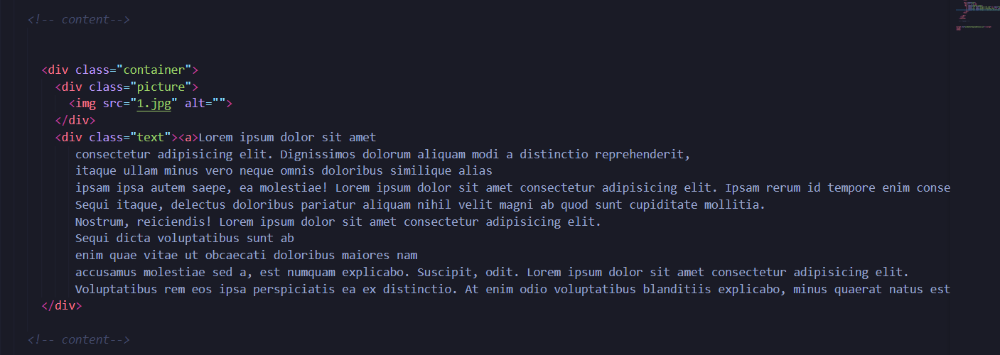 <!-- content-->
<div class="container">
<div class="picture">
<img src="1.jpg" alt="">
</div>
<div class="text"><a>Lorem ipsum dolor sit amet
consectetur adipisicing elit. Dignissimos dolorum aliquam modi a distinctio reprehenderit,
itaque ullam minus vero neque omnis doloribus similique alias
ipsam ipsa autem saepe, ea molestiae! Lorem ipsum dolor sit amet consectetur adipisicing elit. Ipsam rerum id tempore enim conse
Sequi itaque, delectus doloribus pariatur aliquam nihil velit magni ab quod sunt cupiditate mollitia.
Nostrum, reiciendis! Lorem ipsum dolor sit amet consectetur adipisicing elit.
Sequi dicta voluptatibus sunt ab
enim quae vitae ut obcaecati doloribus maiores nam
accusamus molestiae sed a, est numquam explicabo. Suscipit, odit. Lorem ipsum dolor sit amet consectetur adipisicing elit.
Voluptatibus rem eos ipsa perspiciatis ea ex distinctio. At enim odio voluptatibus blanditiis explicabo, minus quaerat natus est
</div>
<!-- content-->